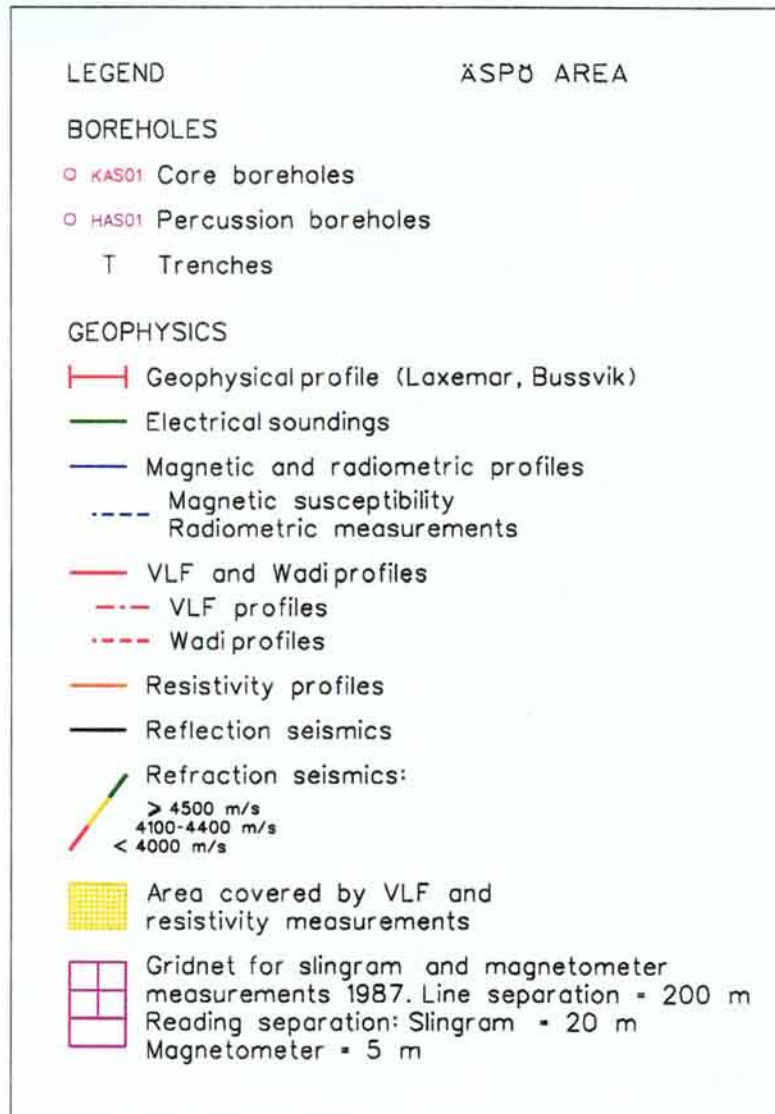 LEGEND ÄSPÖ AREA
BOREHOLES
KAS01 Core boreholes
HAS01 Percussion boreholes
T Trenches
GEOPHYSICS
Geophysical profile (Laxemar, Bussvik)
Electrical soundings
Magnetic and radiometric profiles
Magnetic susceptibility
Radiometric measurements
VLF and Wadi profiles
VLF profiles
Wadi profiles
Resistivity profiles
Reflection seismics
Refraction seismics:
> 4500 m/s
4100-4400 m/s
< 4000 m/s
Area covered by VLF and
resistivity measurements
Gridnet for slingram and magnetometer
measurements 1987. Line separation = 200 m
Reading separation: Slingram = 20 m
Magnetometer = 5 m